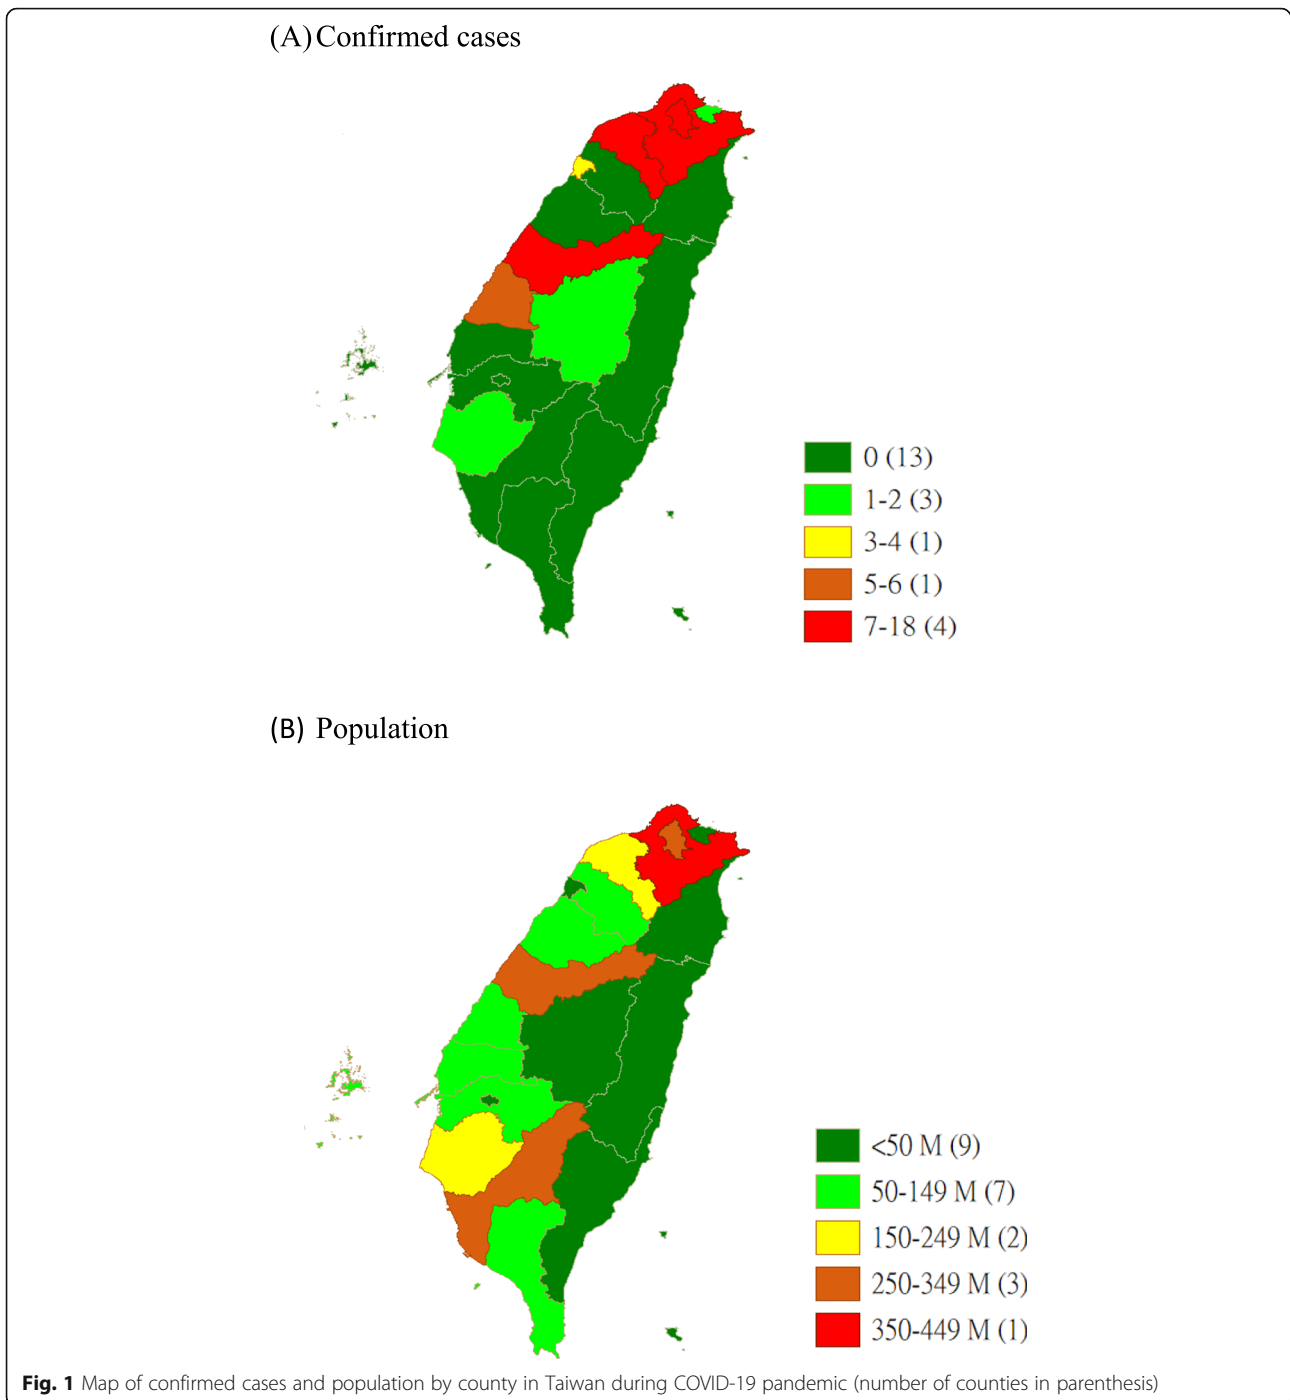 (A) Confirmed cases
0 (13)
1-2 (3)
3-4 (1)
5-6 (1)
7-18 (4)
(B) Population
<50 M (9)
50-149 M (7)
150-249 M (2)
250-349 M (3)
350-449 M (1)
Fig. 1 Map of confirmed cases and population by county in Taiwan during COVID-19 pandemic (number of counties in parenthesis)